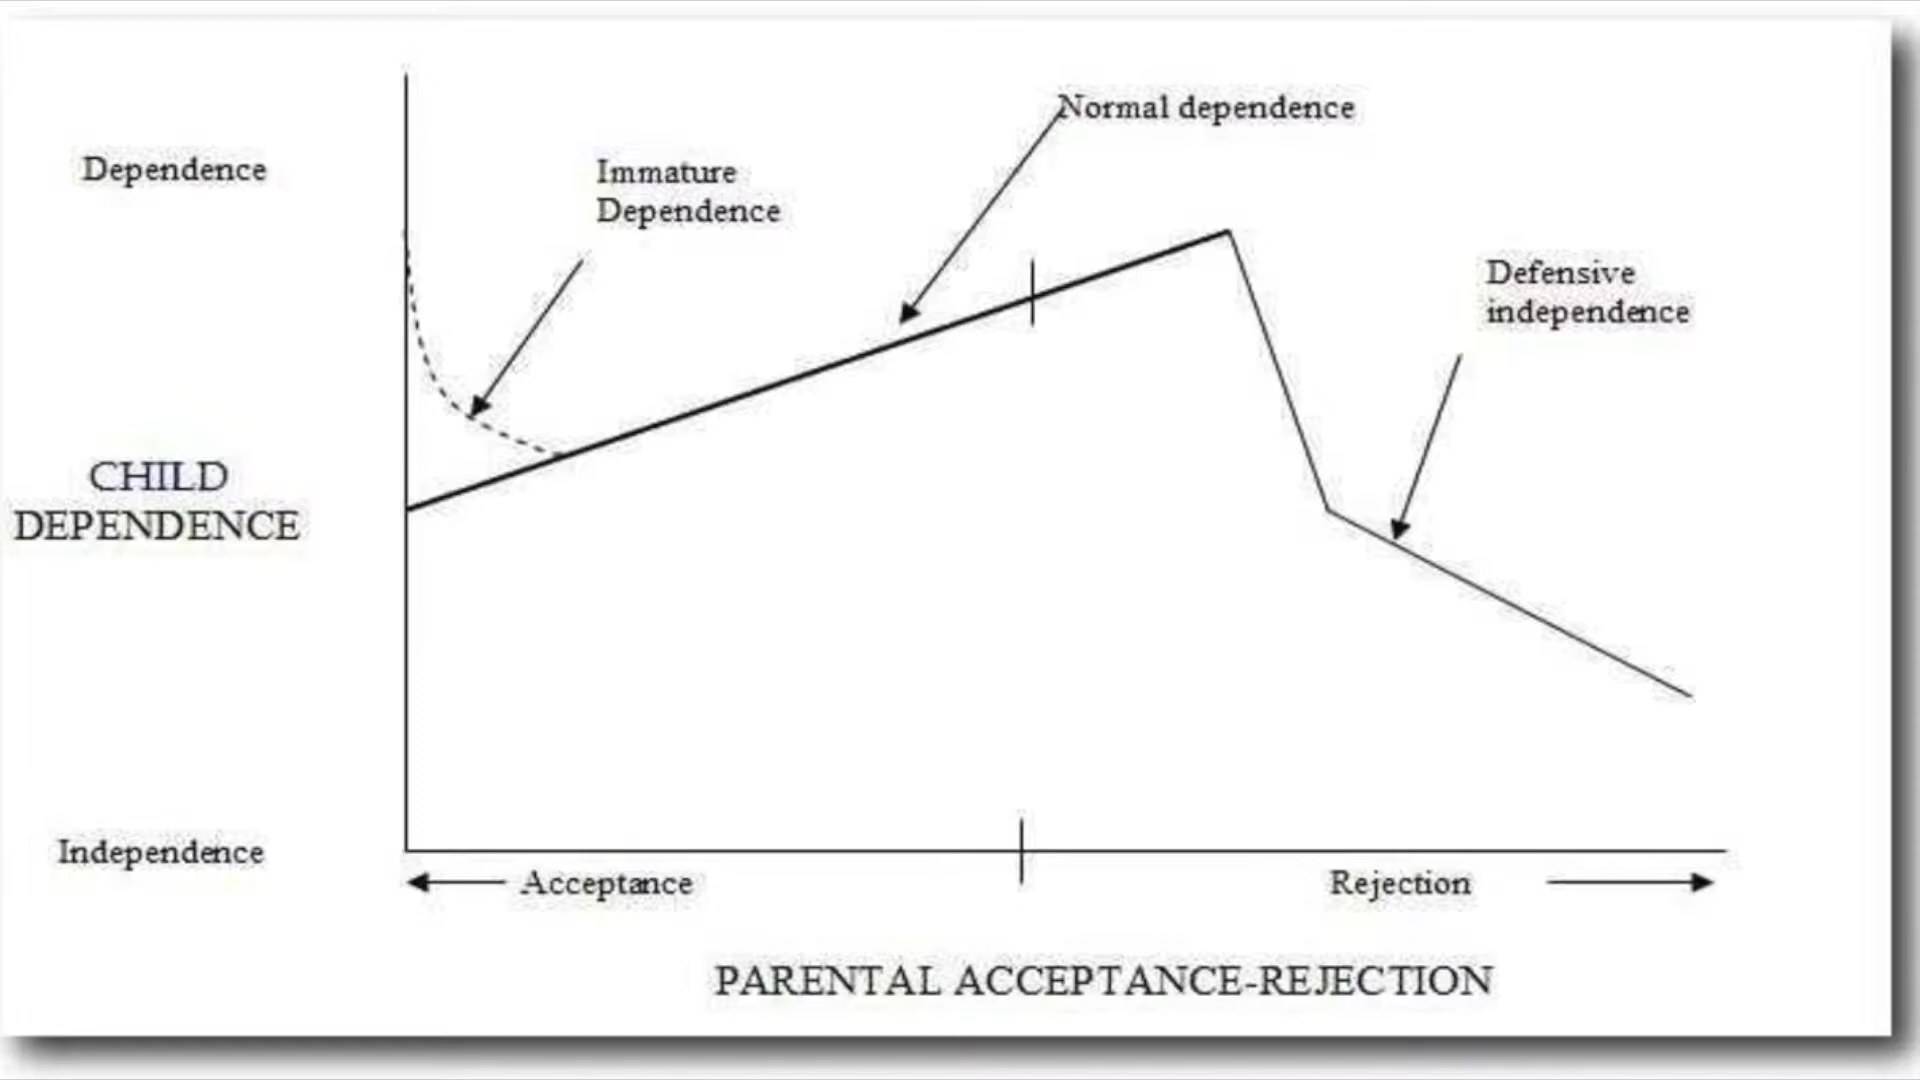 Normal dependence
Dependence
Immature
Dependence
Defensive
independence
CHILD
DEPENDENCE
Independence
Acceptance
Rejection
PARENTAL ACCEPTANCE-REJECTION